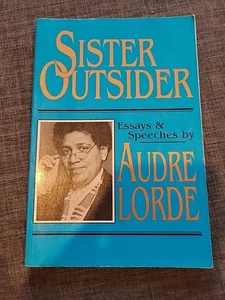 SISTER
OUTSIDER
Essays &
Speeches by
AUDRE
LORDE